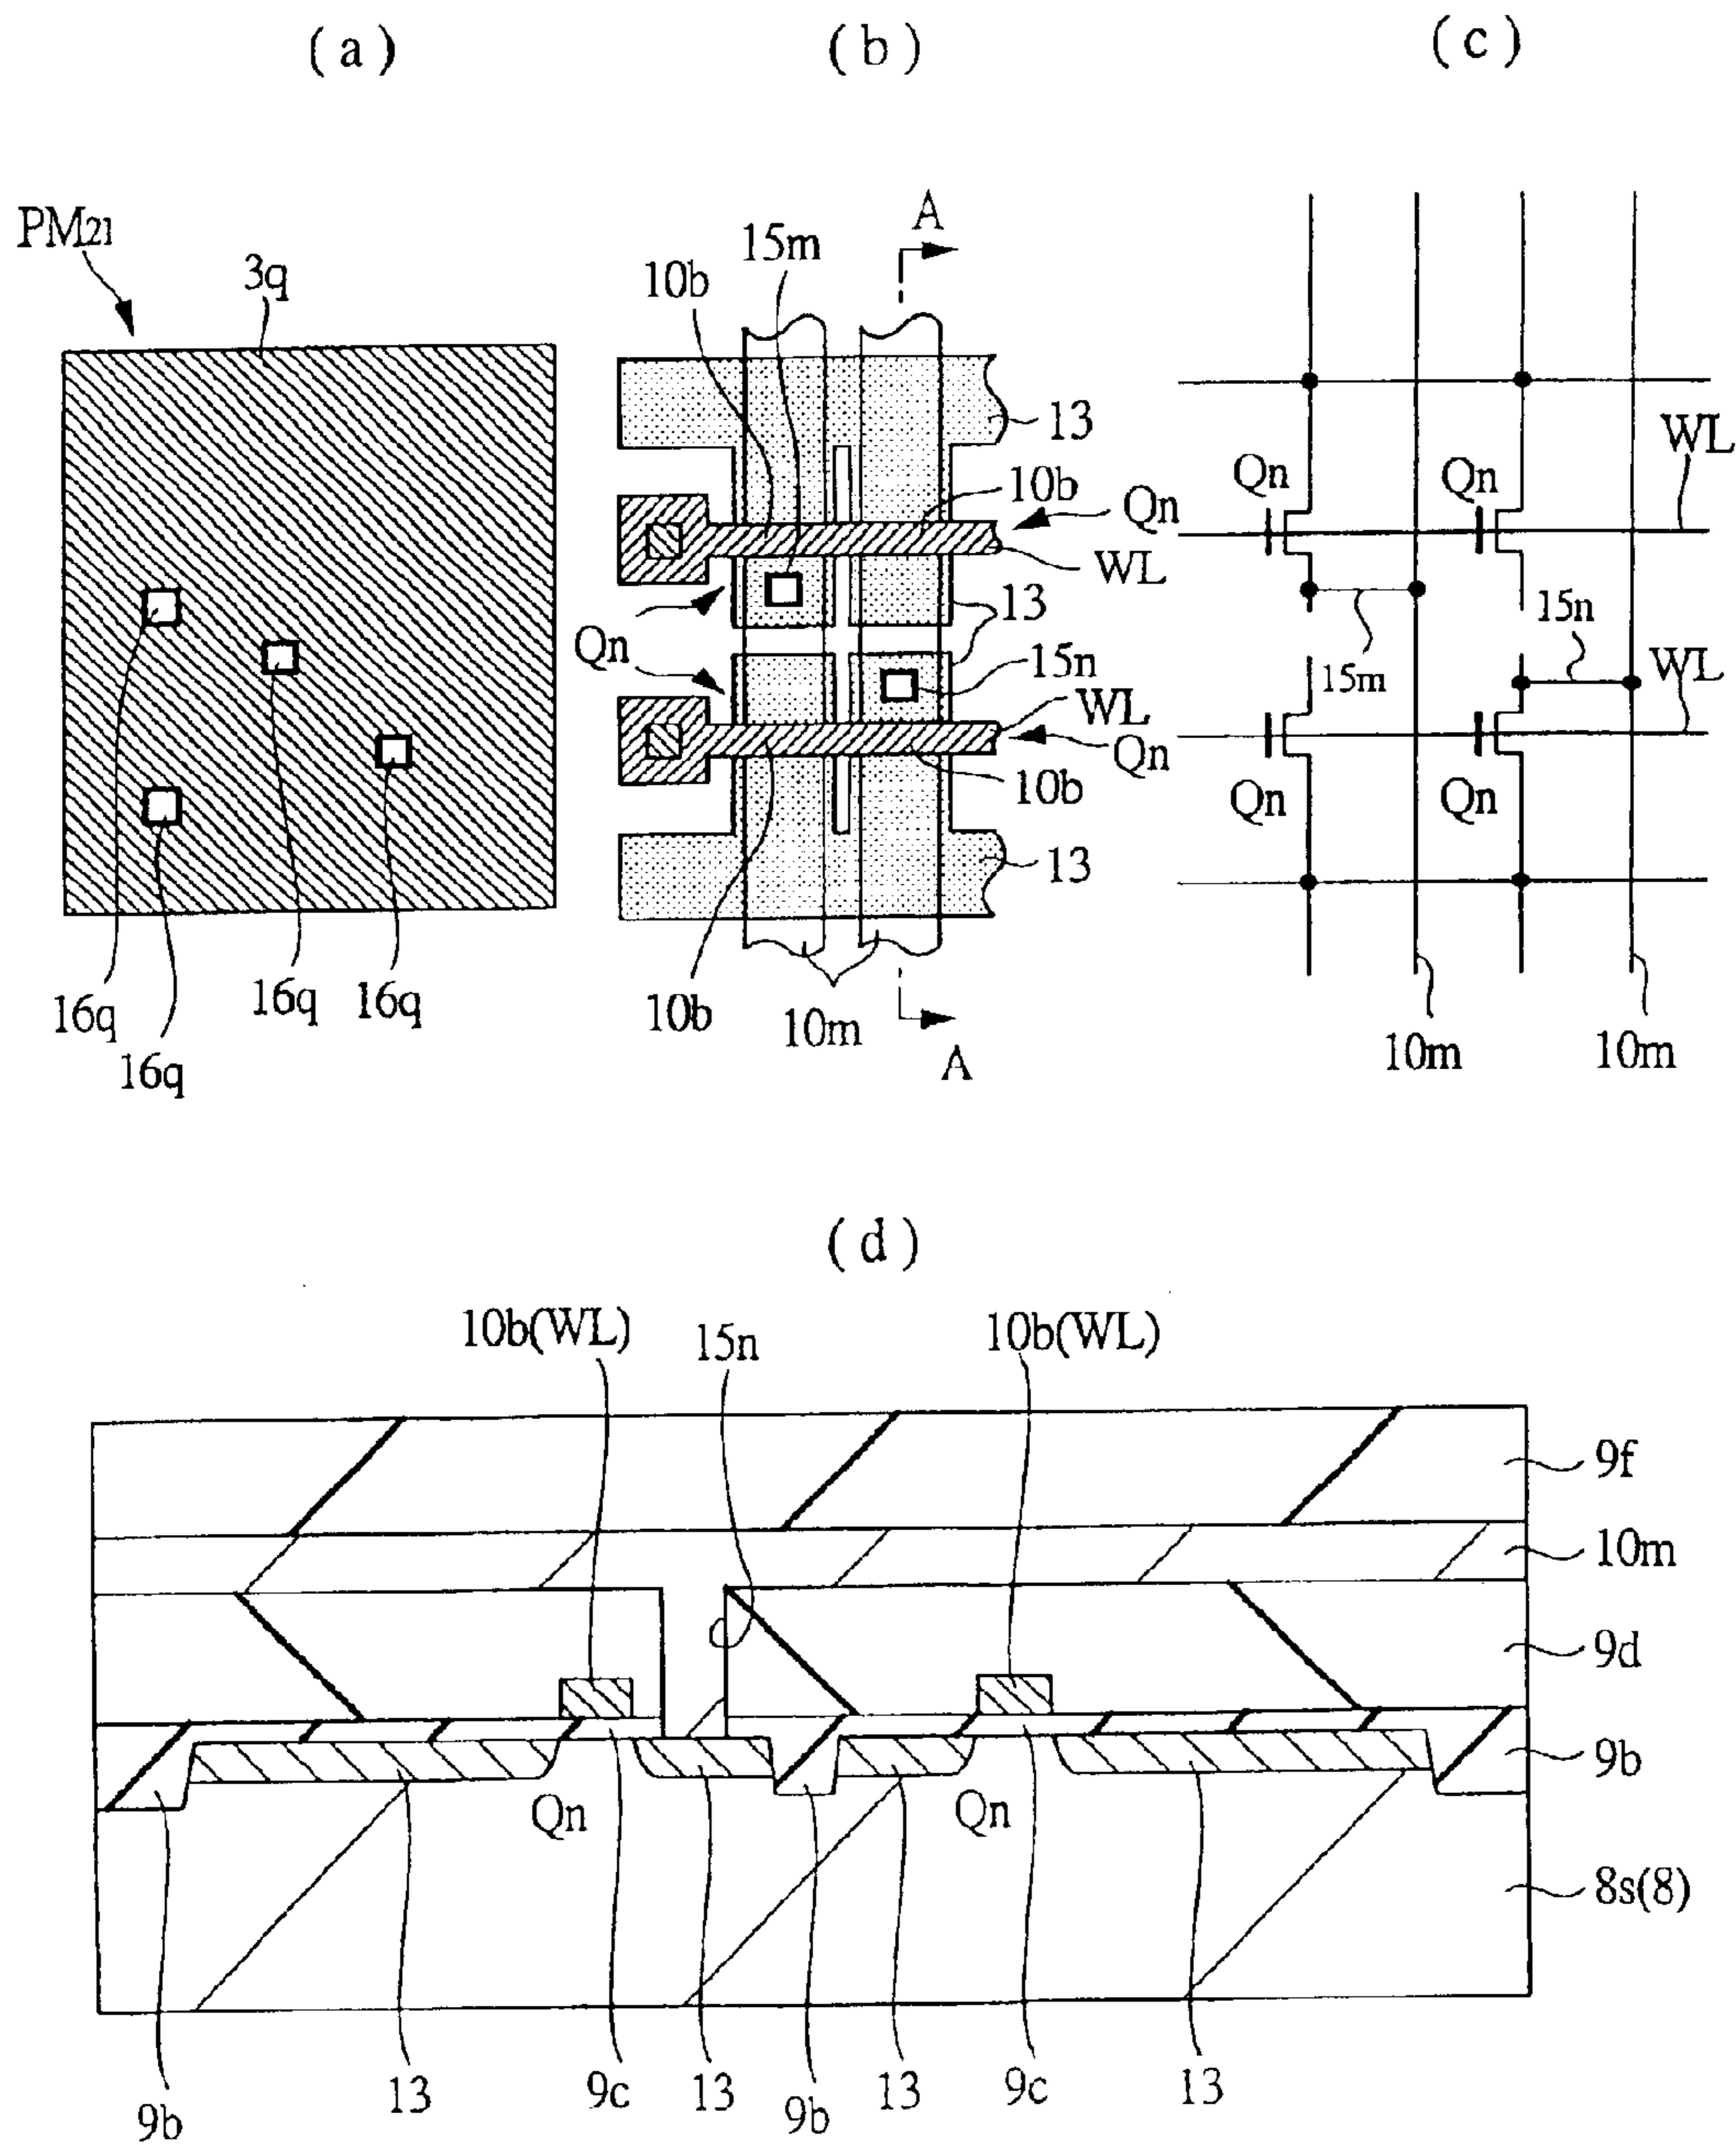 (a)
(b)
(c)
PM21
3q
16q
16q
16q
16q
A
15m
10b
13
10b
Qn
WL
13
Qn
15n
WL
Qn
10b
13
10b
10m
A
WL
Qn
Qn
15n
15m
WL
Qn
Qn
10m
10m
(d)
10b(WL)
15n
10b(WL)
9f
10m
9d
9b
Qn
Qn
8s(8)
9b
13
9c
13
9b
13
9c
13